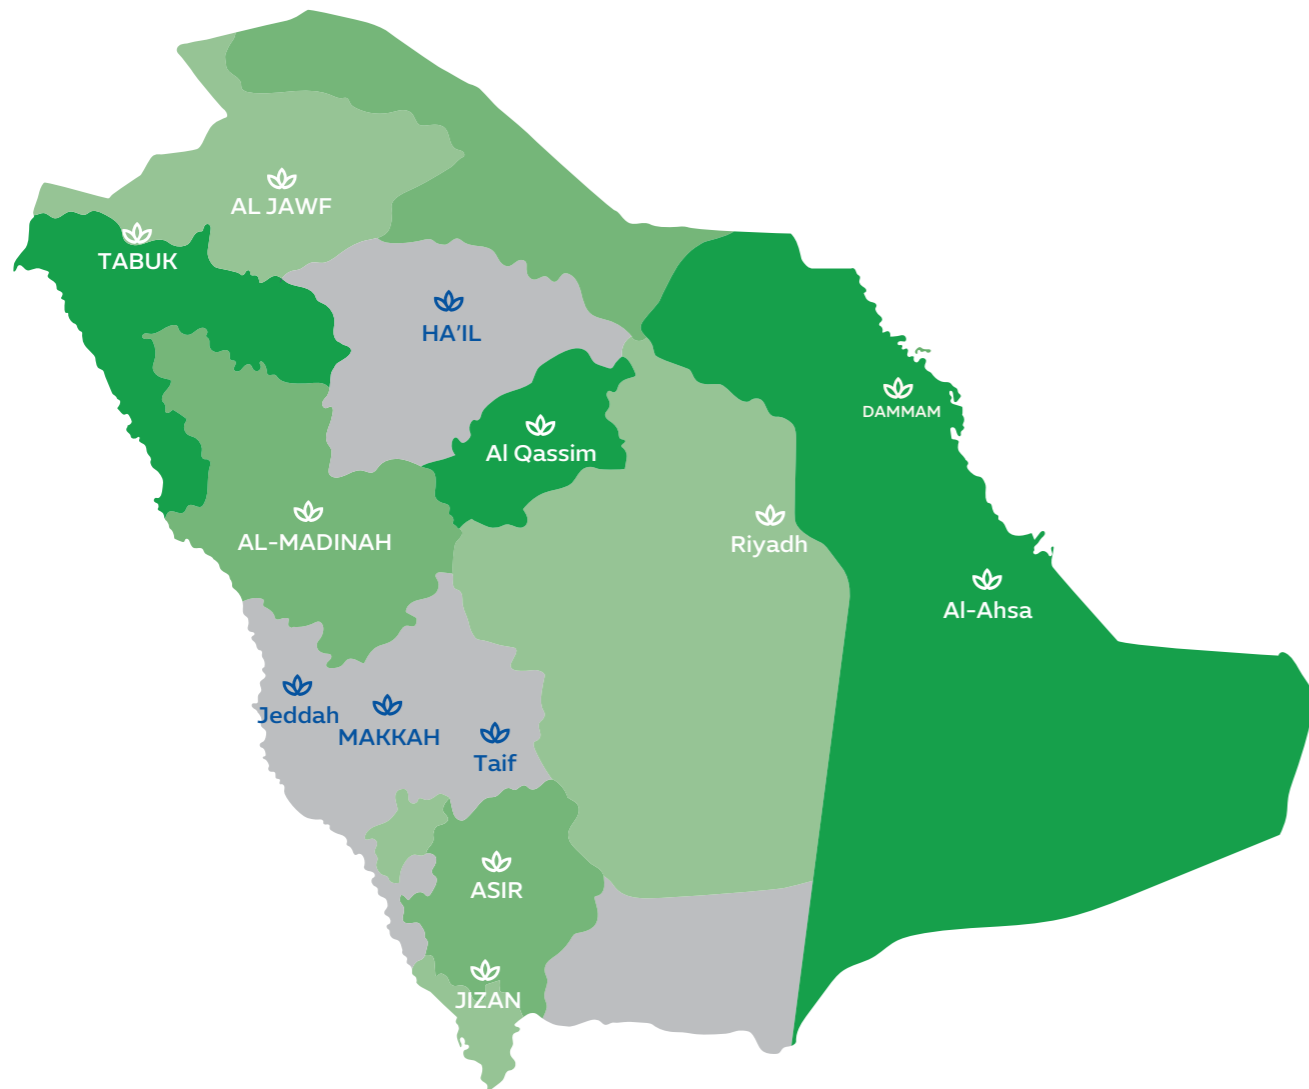 AL JAWF
TABUK
HA'IL
DAMMAM
Al Qassim
AL-MADINAH
Riyadh
Al-Ahsa
Jeddah
MAKKAH
Taif
ASIR
JIZAN